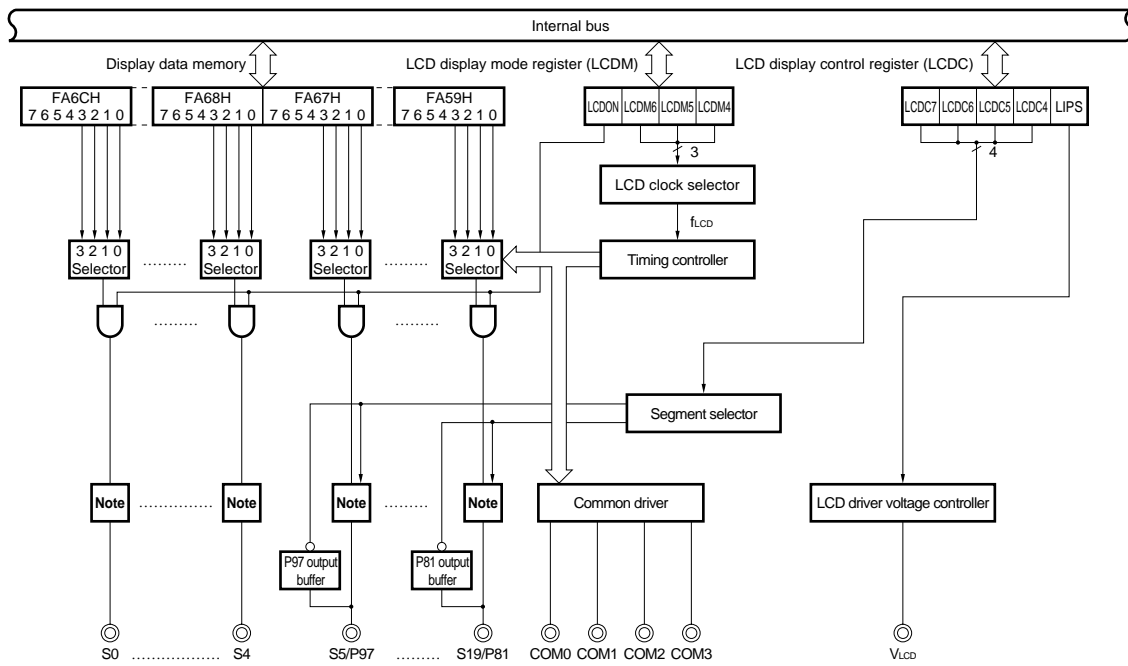 Internal bus
Display data memory
LCD display mode register (LCDM)
LCD display control register (LCDC)
FA6CH
7 6 5 4 3 2 1 0
FA68H
7 6 5 4 3 2 1 0
FA67H
7 6 5 4 3 2 1 0
FA59H
7 6 5 4 3 2 1 0
LCDON LCDM6 LCDM5 LCDM4
LCDC7 LCDC6 LCDC5 LCDC4 LIPS
3
4
LCD clock selector
fLCD
3 2 1 0
Selector
.........
3 2 1 0
Selector
3 2 1 0
Selector
.........
3 2 1 0
Selector
Timing controller
.........
.........
Segment selector
Note
...............
Note
Note
.........
Note
Common driver
LCD driver voltage controller
P97 output
buffer
P81 output
buffer
S0 ................. S4 S5/P97 ......... S19/P81 COM0 COM1 COM2 COM3 VLCD